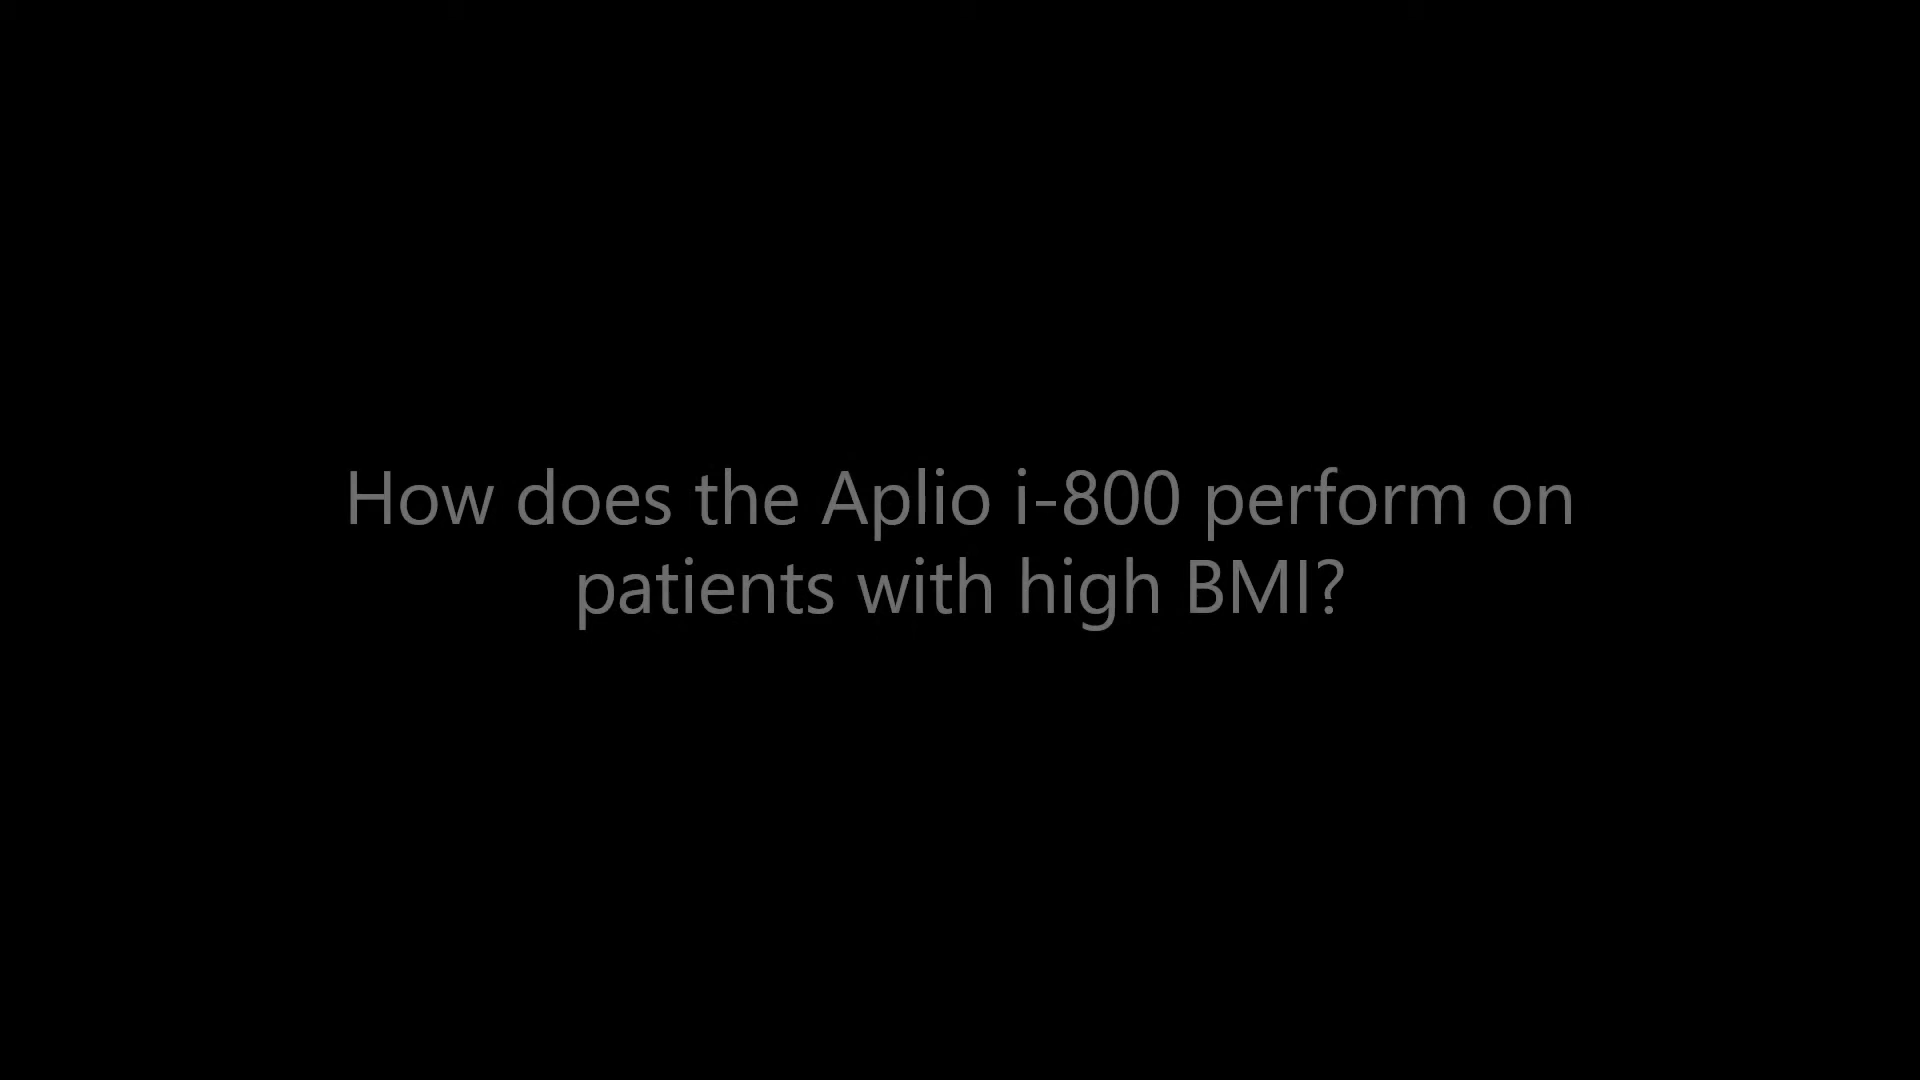 How does the Aplio i-800 perform on
patients with high BMI?